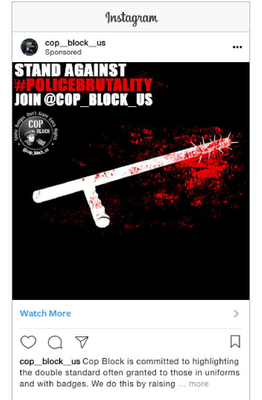 Instagram
cop__block__us
Sponsored
STAND AGAINST
#POLICEBRUTALITY
JOIN @COP_BLOCK_US
COP
BLOCK
@cop_block_us
Watch More
cop__block__us Cop Block is committed to highlighting
the double standard often granted to those in uniforms
and with badges. We do this by raising ... more